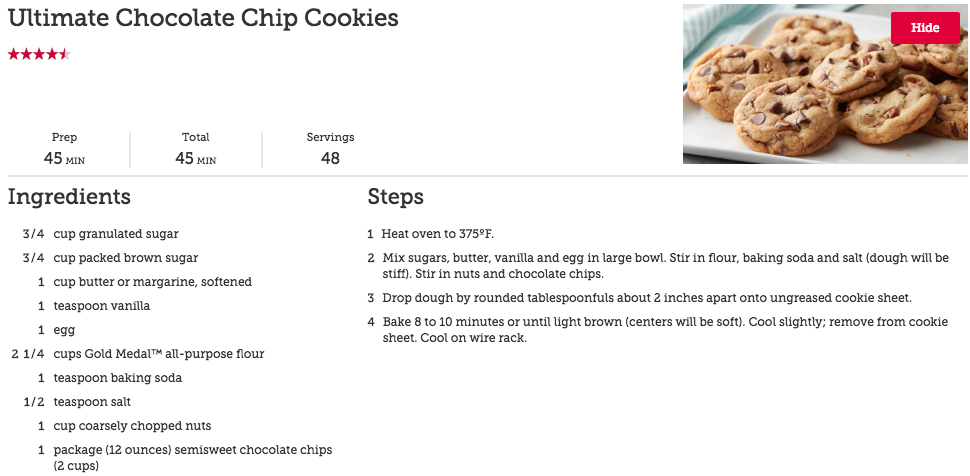 Ultimate Chocolate Chip Cookies
Hide
Prep
45 MIN
Total
45 MIN
Servings
48
Ingredients
3/4 cup granulated sugar
3/4 cup packed brown sugar
1 cup butter or margarine, softened
1 teaspoon vanilla
1 egg
2 1/4 cups Gold Medal™ all-purpose flour
1 teaspoon baking soda
1/2 teaspoon salt
1 cup coarsely chopped nuts
1 package (12 ounces) semisweet chocolate chips
(2 cups)
Steps
1 Heat oven to 375ºF.
2 Mix sugars, butter, vanilla and egg in large bowl. Stir in flour, baking soda and salt (dough will be
stiff). Stir in nuts and chocolate chips.
3 Drop dough by rounded tablespoonfuls about 2 inches apart onto ungreased cookie sheet.
4 Bake 8 to 10 minutes or until light brown (centers will be soft). Cool slightly; remove from cookie
sheet. Cool on wire rack.